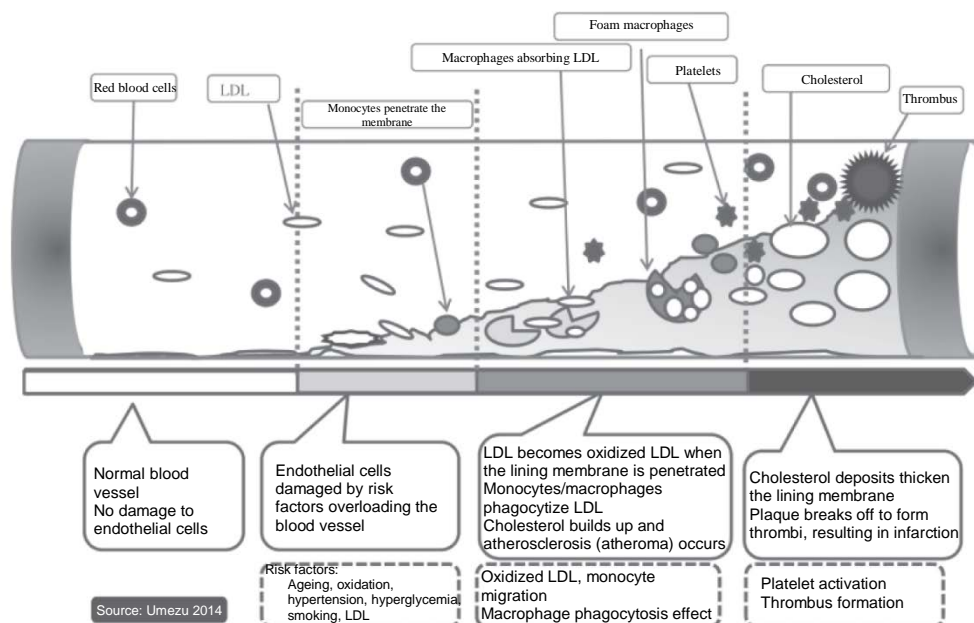 Foam macrophages
Macrophages absorbing LDL
Platelets
Cholesterol
Red blood cells
LDL
Monocytes penetrate the
membrane
Thrombus
Normal blood
vessel
No damage to
endothelial cells
Endothelial cells
damaged by risk
factors overloading the
blood vessel
LDL becomes oxidized LDL when
the lining membrane is penetrated
Monocytes/macrophages
phagocytize LDL
Cholesterol builds up and
atherosclerosis (atheroma) occurs
Cholesterol deposits thicken
the lining membrane
Plaque breaks off to form
thrombi, resulting in infarction
Risk factors:
Ageing, oxidation,
hypertension, hyperglycemia,
smoking, LDL
Oxidized LDL, monocyte
migration
Macrophage phagocytosis effect
Platelet activation
Thrombus formation
Source: Umezu 2014